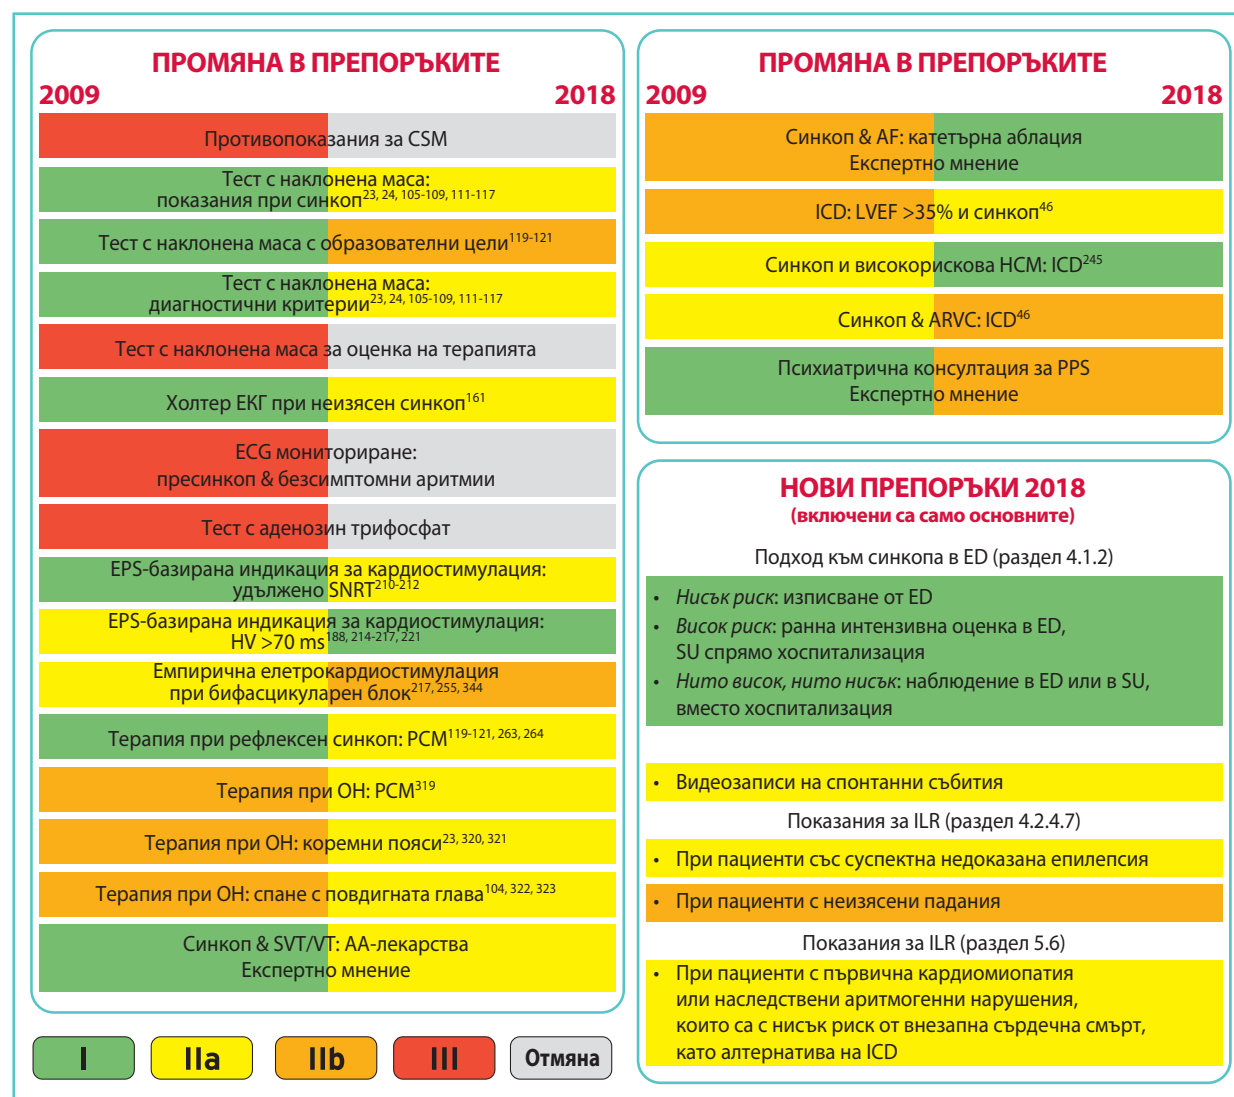 ПРОМЯНА В ПРЕПОРЪКИТЕ
2009 2018
Противопоказания за CSM
Тест с наклонена маса:
показания при синкоп23, 24, 105-109, 111-117
Тест с наклонена маса с образователни цели119-121
Тест с наклонена маса:
диагностични критерии23, 24, 105-109, 111-117
Тест с наклонена маса за оценка на терапията
Холтер ЕКГ при неизясен синкоп161
ECG мониториране:
пресинкоп & безсимптомни аритмии
Тест с аденозин трифосфат
EPS-базирана индикация за кардиостимулация:
удължено SNRT210-212
EPS-базирана индикация за кардиостимулация:
HV >70 ms188, 214-217, 221
Емпирична елетрокардиостимулация
при бифасцикуларен блок217, 255, 344
Терапия при рефлексен синкоп: PCM119-121, 263, 264
Терапия при ОН: PCM319
Терапия при ОН: коремни пояси23, 320, 321
Терапия при ОН: спане с повдигната глава104, 322, 323
Синкоп & SVT/VT: АА-лекарства
Експертно мнение
I IIa IIb III Отмяна
ПРОМЯНА В ПРЕПОРЪКИТЕ
2009 2018
Синкоп & AF: катетърна аблация
Експертно мнение
ICD: LVEF >35% и синкоп46
Синкоп и високорискова HCM: ICD245
Синкоп & ARVC: ICD46
Психиатрична консултация за PPS
Експертно мнение
НОВИ ПРЕПОРЪКИ 2018
(включени са само основните)
Подход към синкопа в ED (раздел 4.1.2)
• Нисък риск: изписване от ED
• Висок риск: ранна интензивна оценка в ED,
SU спрямо хоспитализация
• Нито висок, нито нисък: наблюдение в ED или в SU,
вместо хоспитализация
• Видеозаписи на спонтанни събития
Показания за ILR (раздел 4.2.4.7)
• При пациенти със суспектна недоказана епилепсия
• При пациенти с неизясени падания
Показания за ILR (раздел 5.6)
• При пациенти с първична кардиомиопатия
или наследствени аритмогенни нарушения,
които са с нисък риск от внезапна сърдечна смърт,
като алтернатива на ICD